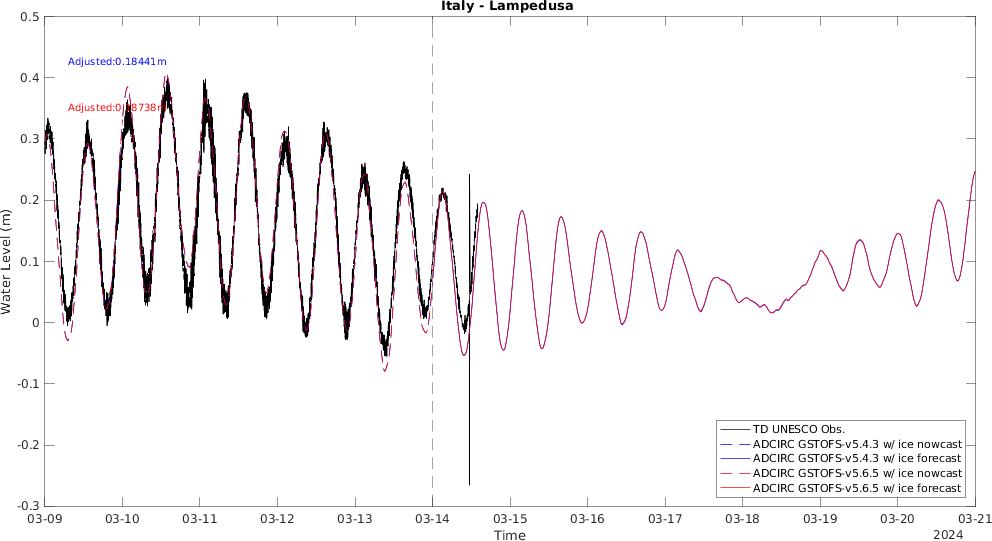 Italy - Lampedusa
0.5
0.4
0.3
0.2
0.1
0
-0.1
-0.2
-0.3
Water Level (m)
Adjusted:0.18441m
Adjusted:0.18738m
TD UNESCO Obs.
ADCIRC GSTOFS-v5.4.3 w/ ice nowcast
ADCIRC GSTOFS-v5.4.3 w/ ice forecast
ADCIRC GSTOFS-v5.6.5 w/ ice nowcast
ADCIRC GSTOFS-v5.6.5 w/ ice forecast
03-09 03-10 03-11 03-12 03-13 03-14 03-15 03-16 03-17 03-18 03-19 03-20 03-21
Time
2024